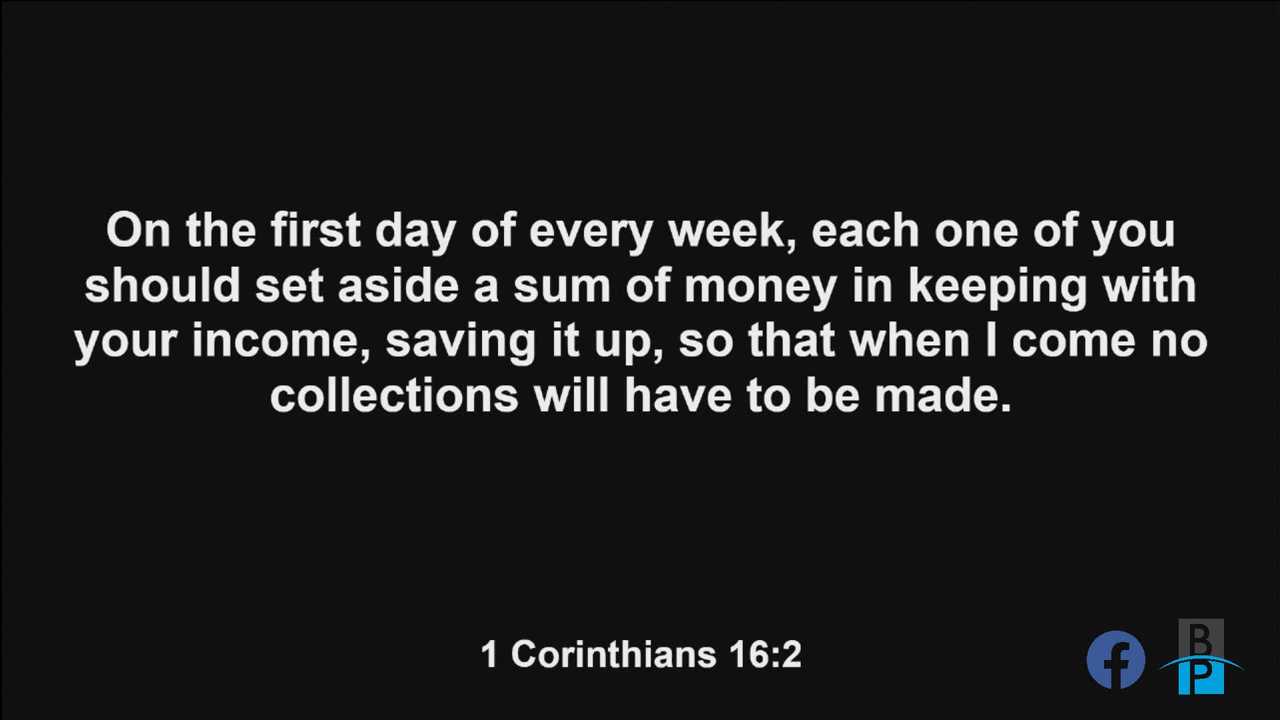 On the first day of every week, each one of you
should set aside a sum of money in keeping with
your income, saving it up, so that when I come no
collections will have to be made.
1 Corinthians 16:2
f
B
P